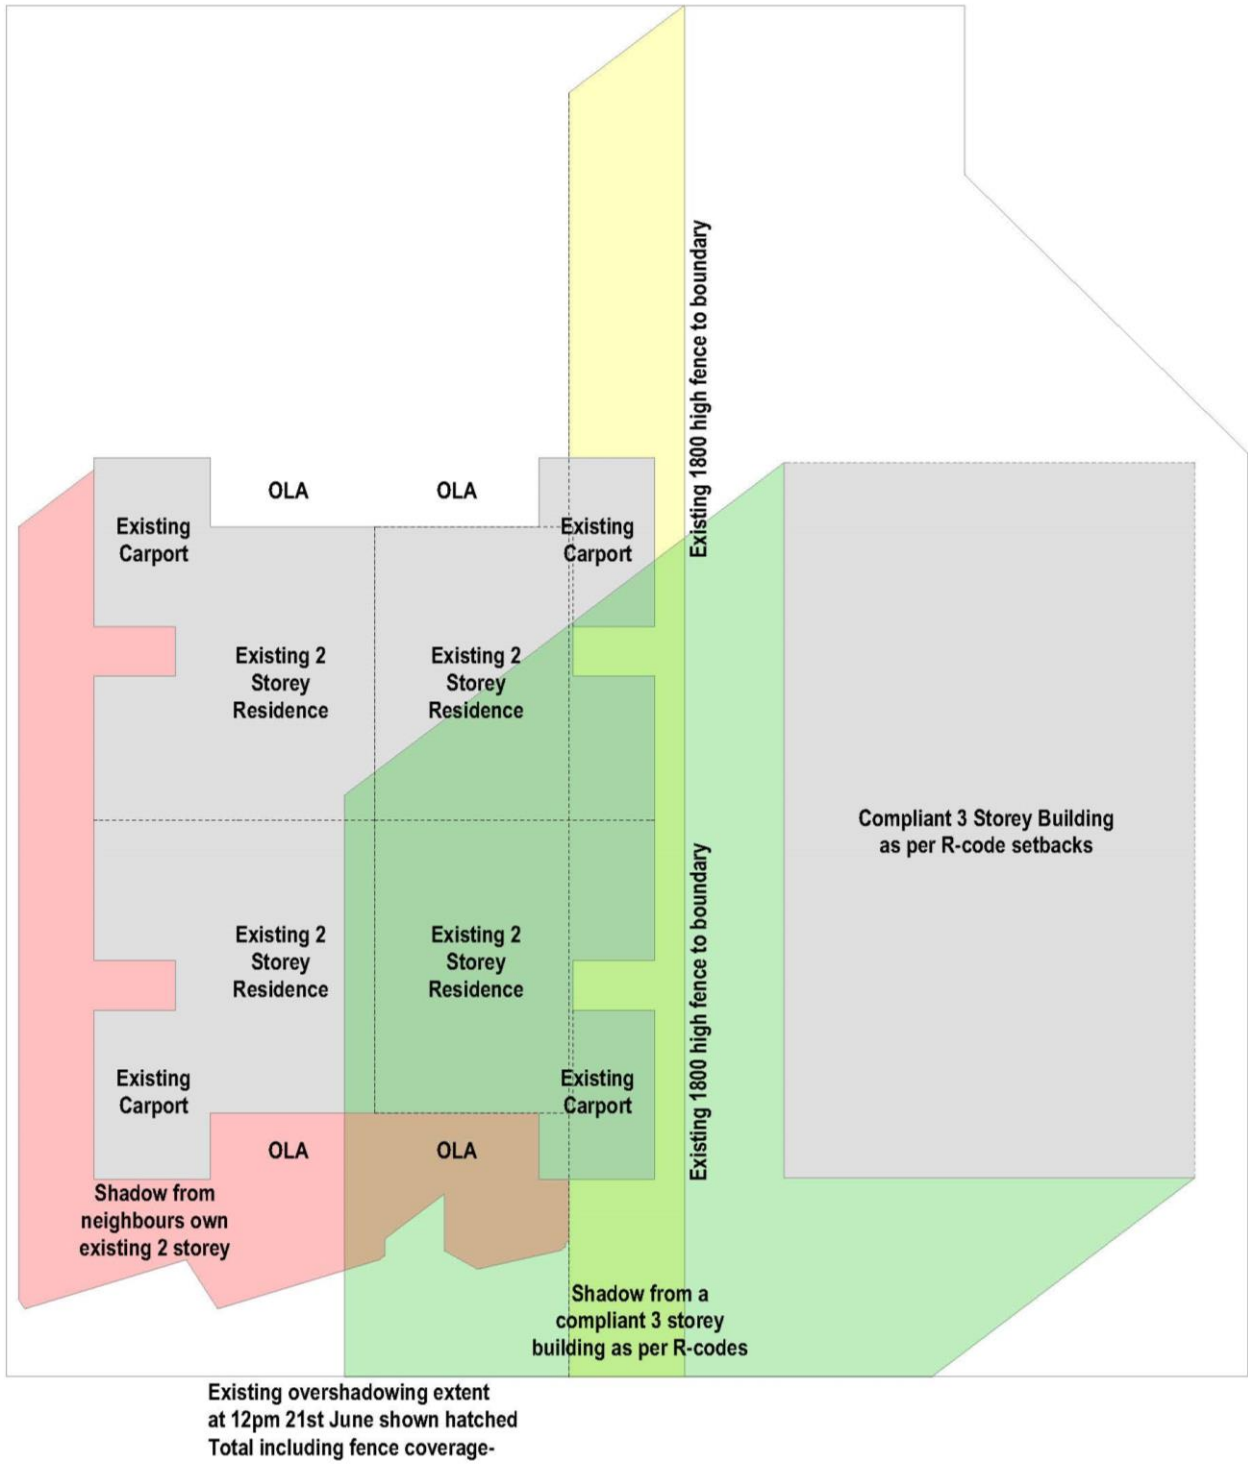 Existing 1800 high fence to boundary
OLA
OLA
Existing
Carport
Existing
Carport
Existing 2
Storey
Residence
Existing 2
Storey
Residence
Compliant 3 Storey Building
as per R-code setbacks
Existing 1800 high fence to boundary
Existing 2
Storey
Residence
Existing 2
Storey
Residence
Existing
Carport
Existing
Carport
OLA
OLA
Shadow from
neighbours own
existing 2 storey
Shadow from a
compliant 3 storey
building as per R-codes
Existing overshadowing extent
at 12pm 21st June shown hatched
Total including fence coverage-